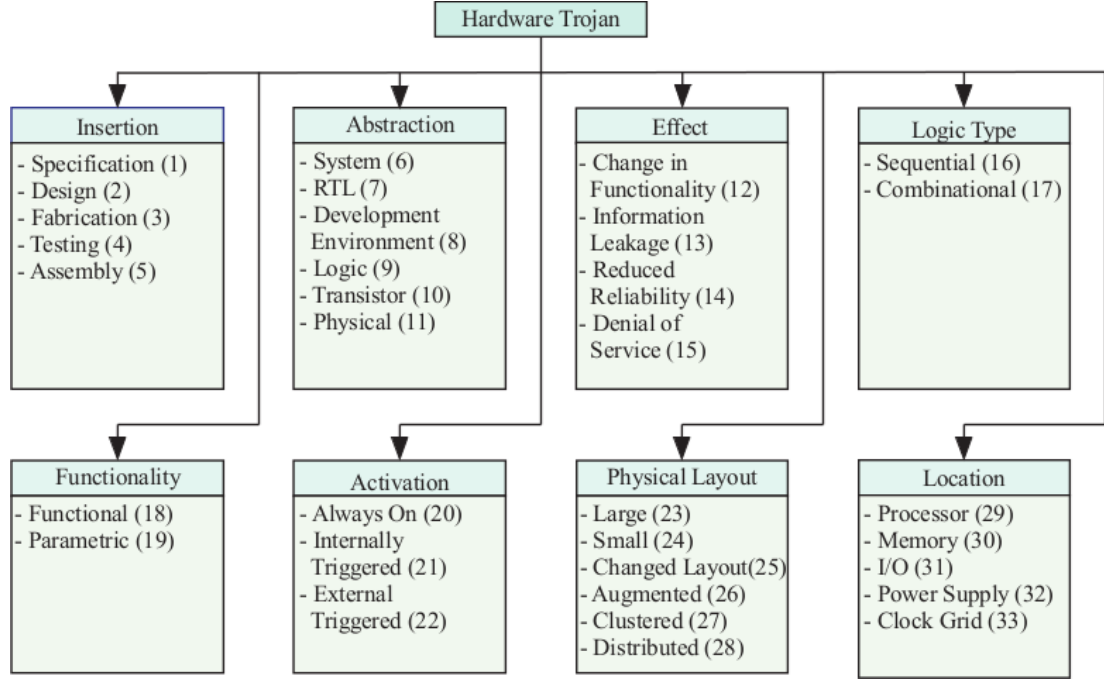 Hardware Trojan
Insertion
- Specification (1)
- Design (2)
- Fabrication (3)
- Testing (4)
- Assembly (5)
Abstraction
- System (6)
- RTL (7)
- Development
Environment (8)
- Logic (9)
- Transistor (10)
- Physical (11)
Effect
- Change in
Functionality (12)
- Information
Leakage (13)
- Reduced
Reliability (14)
- Denial of
Service (15)
Logic Type
- Sequential (16)
- Combinational (17)
Functionality
- Functional (18)
- Parametric (19)
Activation
- Always On (20)
- Internally
Triggered (21)
- External
Triggered (22)
Physical Layout
- Large (23)
- Small (24)
- Changed Layout(25)
- Augmented (26)
- Clustered (27)
- Distributed (28)
Location
- Processor (29)
- Memory (30)
- I/O (31)
- Power Supply (32)
- Clock Grid (33)